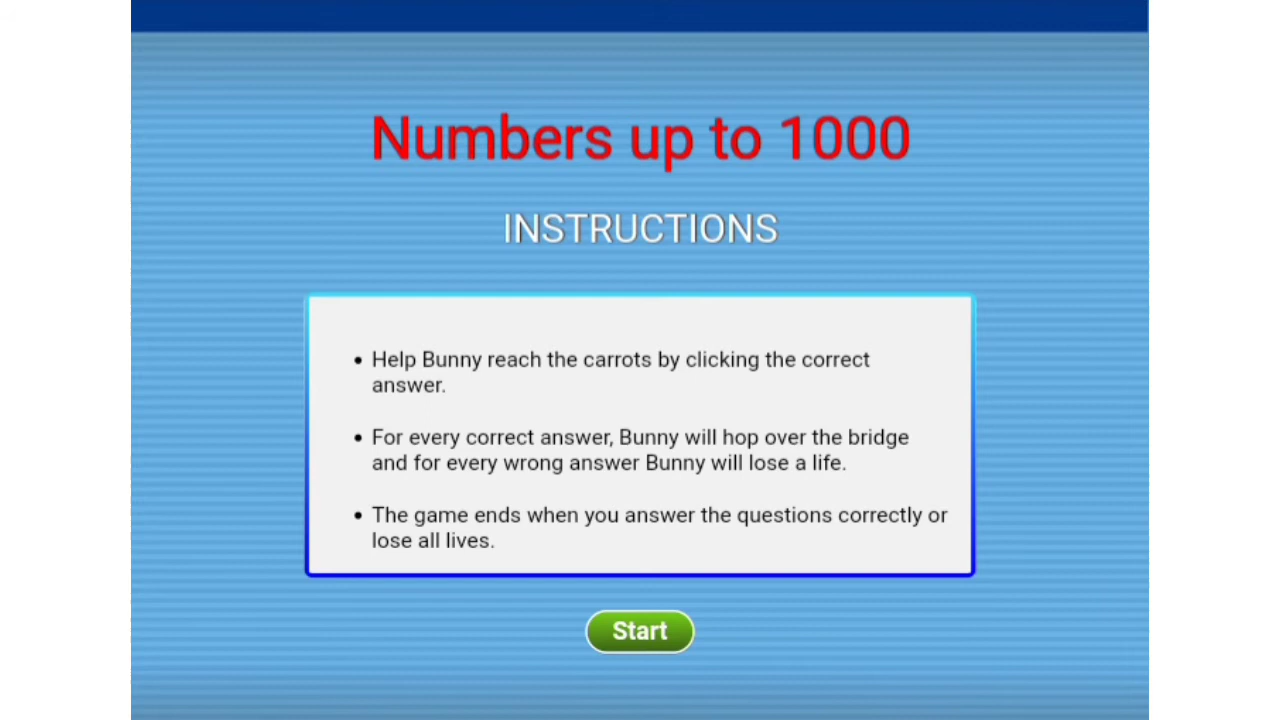 Numbers up to 1000
INSTRUCTIONS
• Help Bunny reach the carrots by clicking the correct
answer.
• For every correct answer, Bunny will hop over the bridge
and for every wrong answer Bunny will lose a life.
• The game ends when you answer the questions correctly or
lose all lives.
Start